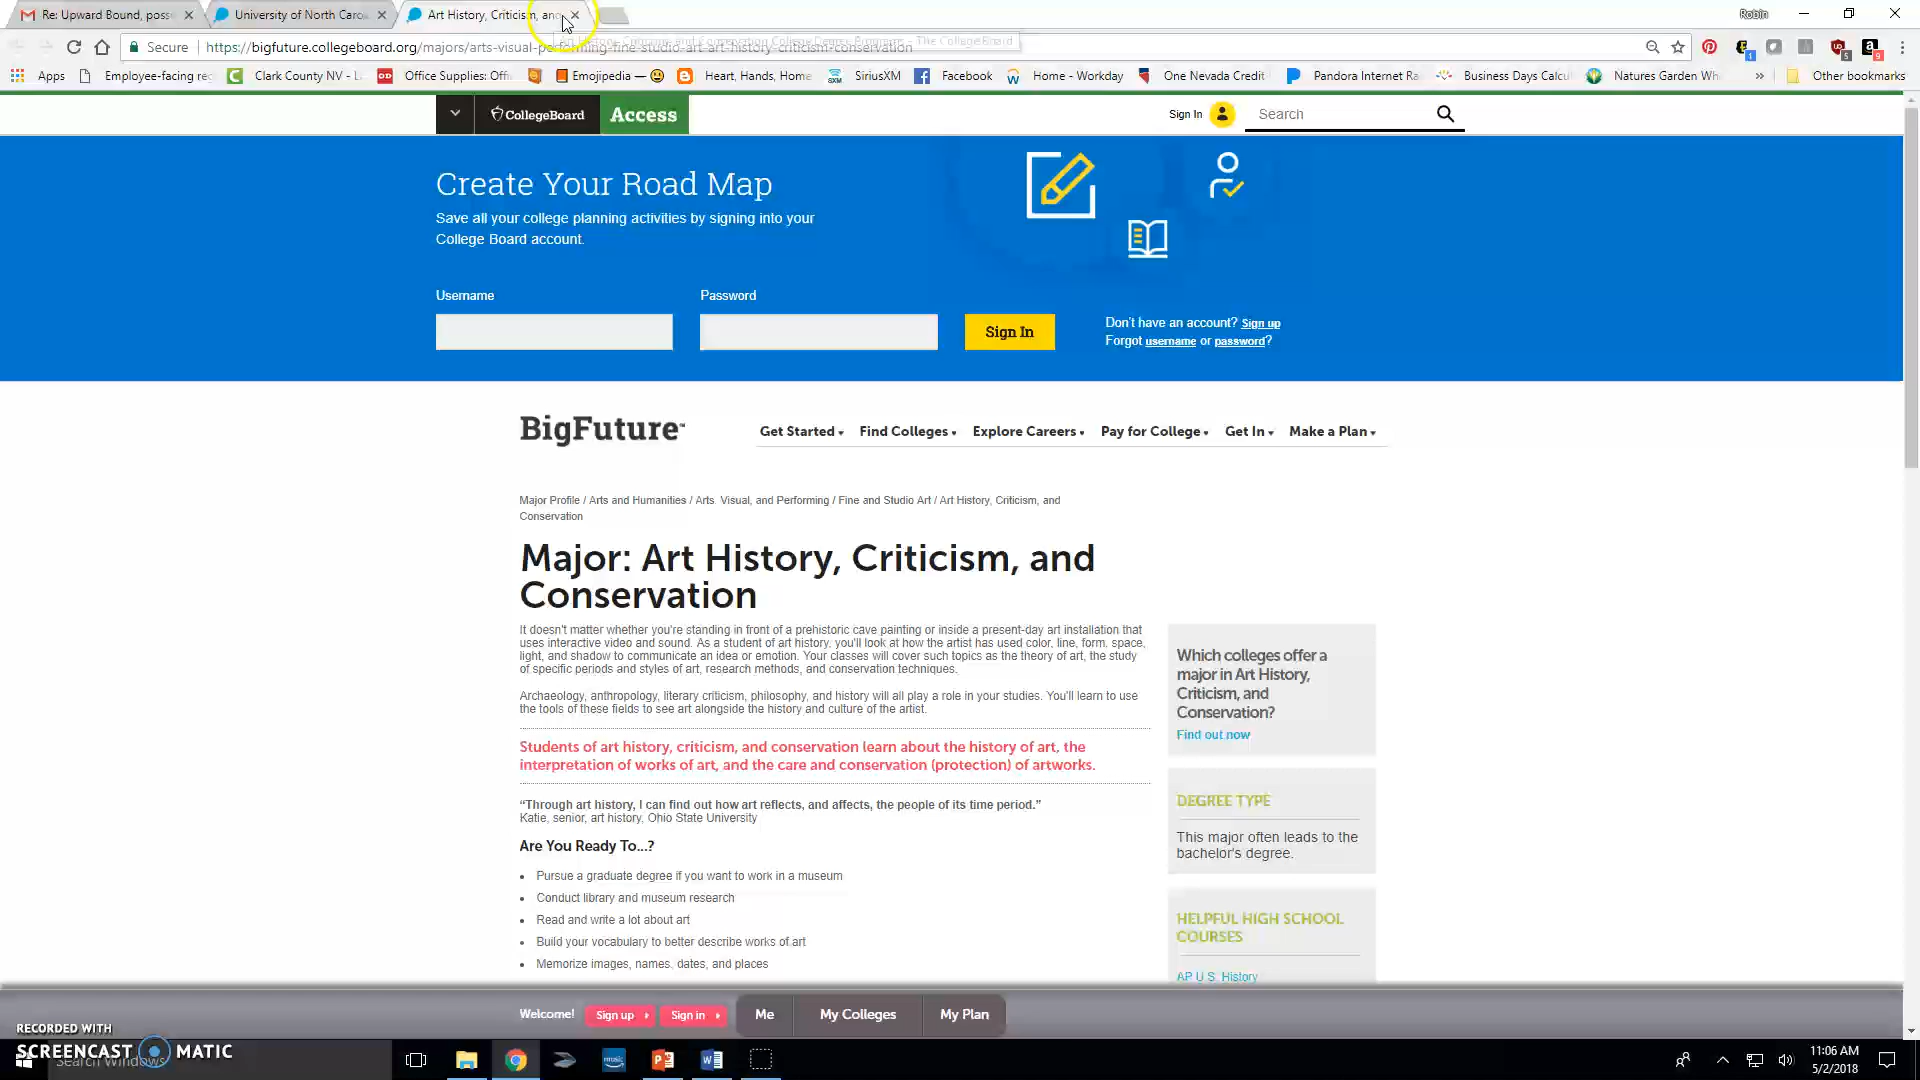 Re: Upward Bound, poss
University of North Caro
Art History, Criticism, an
Robin
Secure
https://bigfuture.collegeboard.org/majors/arts-visual-performing-fine-studio-art-art-history-criticism-conservation
Apps
Employee-facing reg
Clark County NV - L
Office Supplies: Offi
Emojipedia —
Heart, Hands, Home
SiriusXM
Facebook
Home - Workday
One Nevada Credit
Pandora Internet Ra
Business Days Calcu
Natures Garden Wh
»
Other bookmarks
CollegeBoard
Access
Sign In
Search
Create Your Road Map
Save all your college planning activities by signing into your
College Board account.
Username
Password
Sign In
Don't have an account? Sign up
Forgot username or password?
BigFuture™
Get Started
Find Colleges
Explore Careers
Pay for College
Get In
Make a Plan
Major Profile / Arts and Humanities / Arts, Visual, and Performing / Fine and Studio Art / Art History, Criticism, and
Conservation
Major: Art History, Criticism, and
Conservation
It doesn't matter whether you're standing in front of a prehistoric cave painting or inside a present-day art installation that
uses interactive video and sound. As a student of art history, you'll look at how the artist has used color, line, form, space,
light, and shadow to communicate an idea or emotion. Your classes will cover such topics as the theory of art, the study
of specific periods and styles of art, research methods, and conservation techniques.
Archaeology, anthropology, literary criticism, philosophy, and history will all play a role in your studies. You'll learn to use
the tools of these fields to see art alongside the history and culture of the artist.
Students of art history, criticism, and conservation learn about the history of art, the
interpretation of works of art, and the care and conservation (protection) of artworks.
“Through art history, I can find out how art reflects, and affects, the people of its time period.”
Katie, senior, art history, Ohio State University
Are You Ready To...?
• Pursue a graduate degree if you want to work in a museum
• Conduct library and museum research
• Read and write a lot about art
• Build your vocabulary to better describe works of art
• Memorize images, names, dates, and places
Which colleges offer a
major in Art History,
Criticism, and
Conservation?
Find out now
DEGREE TYPE
This major often leads to the
bachelor's degree.
HELPFUL HIGH SCHOOL
COURSES
AP U.S. History
Welcome!
Sign up
Sign in
Me
My Colleges
My Plan
RECORDED WITH
SCREENCAST MATIC
Search Windows
11:06 AM
5/2/2018